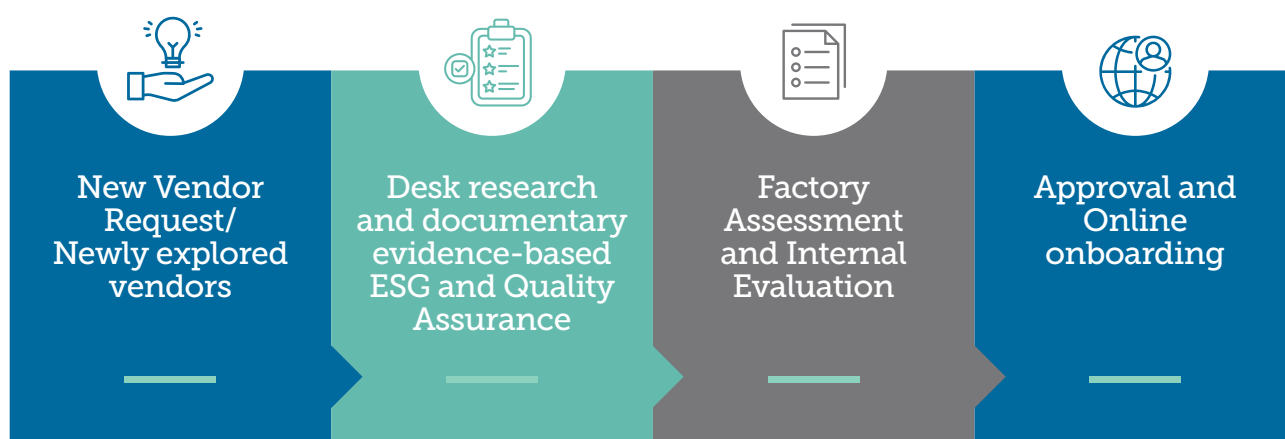 New Vendor
Request/
Newly explored
vendors
Desk research
and documentary
evidence-based
ESG and Quality
Assurance
Factory
Assessment
and Internal
Evaluation
Approval and
Online
onboarding